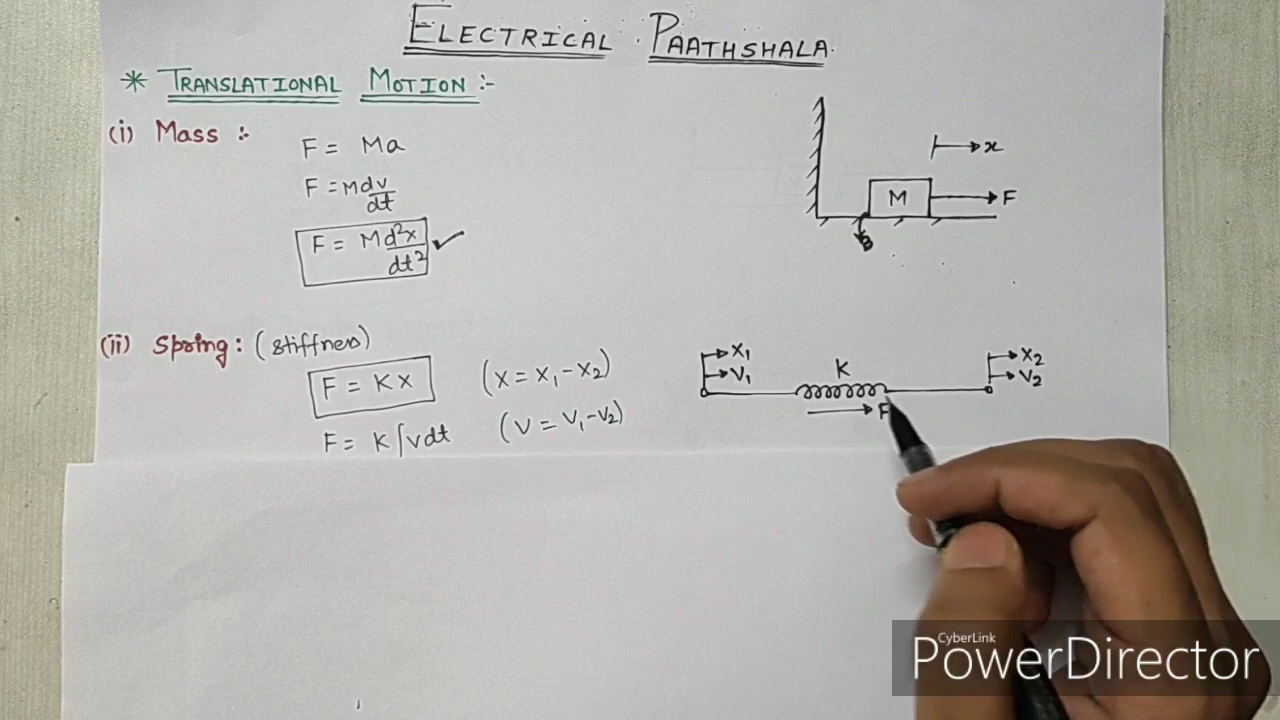 ELECTRICAL PAATHSHALA.
* TRANSLATIONAL MOTION :-
(i) Mass :-
F = Ma
F = M dv/dt
F = M d²x/dt² ✓
x
M
F
B
(ii) Spring : (stiffness)
F = Kx (x = x₁ - x₂)
F = K ∫vdt (v = v₁ - v₂)
x₁
v₁
K
F
x₂
v₂
CyberLink
PowerDirector